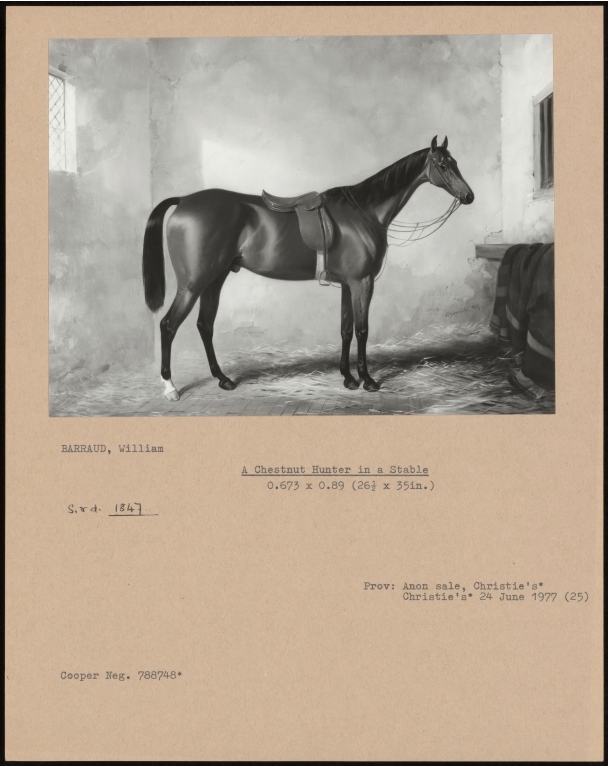 BARRAUD, William
A Chestnut Hunter in a Stable
0.673 x 0.89 (26½ x 35in.)
S. & d. 1847
Prov: Anon sale, Christie's*
Christie's* 24 June 1977 (25)
Cooper Neg. 788748*